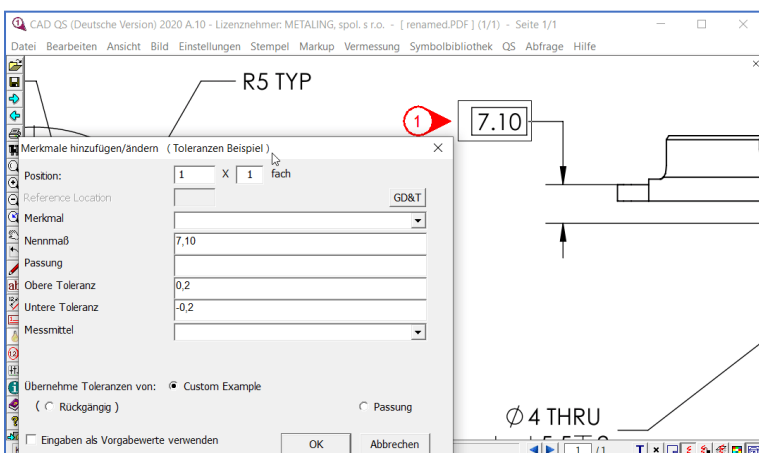 CAD QS (Deutsche Version) 2020 A.10 - Lizenznehmer: METALING, spol. s r.o. - [ renamed.PDF ] (1/1) - Seite 1/1
Datei Bearbeiten Ansicht Bild Einstellungen Stempel Markup Vermessung Symbolbibliothek QS Abfrage Hilfe
R5 TYP
1
7.10
Merkmale hinzufügen/ändern ( Toleranzen Beispiel )
Position: 1 X 1 fach
Reference Location GD&T
Merkmal
Nennmaß 7,10
Passung
Obere Toleranz 0,2
Untere Toleranz -0,2
Messmittel
Übernehme Toleranzen von: Custom Example
( Rückgängig ) Passung
Eingaben als Vorgabewerte verwenden OK Abbrechen
Ø 4 THRU
1 /1